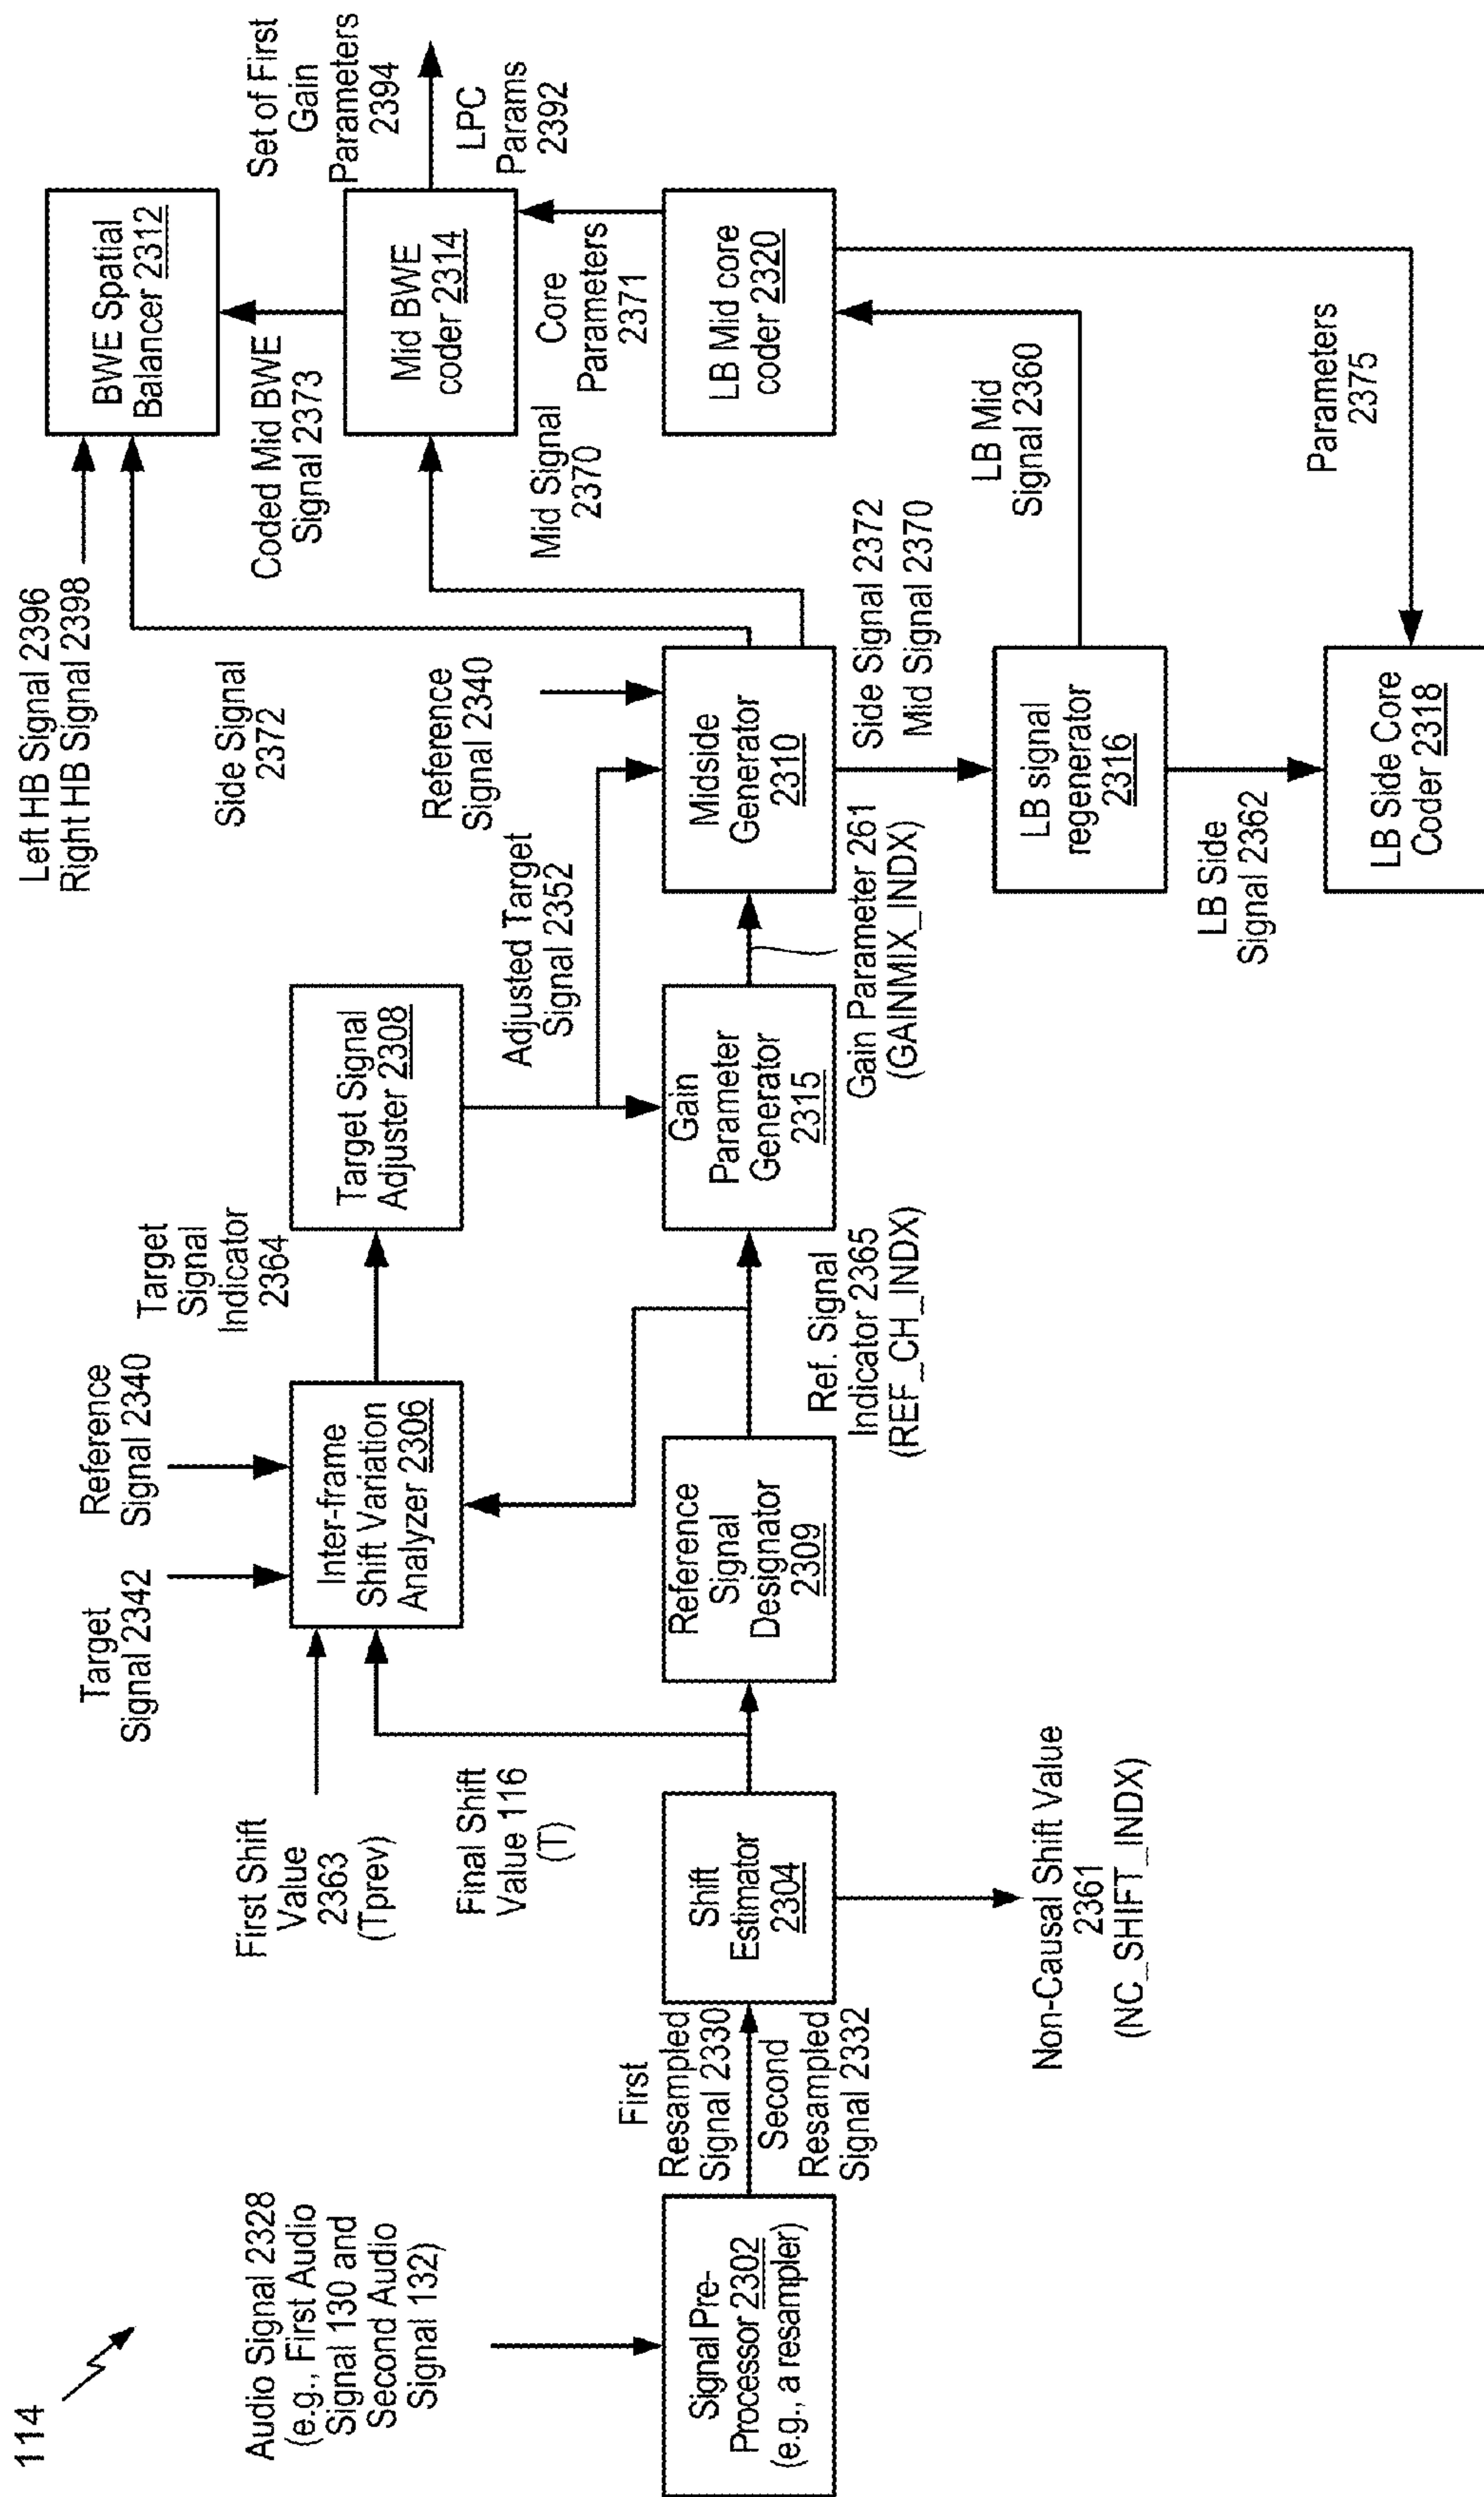 114
Audio Signal 2328
(e.g., First Audio
Signal 130 and
Second Audio
Signal 132)
Signal Pre-
Processor 2302
(e.g., a resampler)
First
Resampled
Signal 2330
Second
Resampled
Signal 2332
Shift
Estimator
2304
Non-Causal Shift Value
2361
(NC_SHIFT_INDX)
First Shift
Value
2363
(Tprev)
Final Shift
Value 116
(T)
Target
Signal 2342
Reference
Signal 2340
Inter-frame
Shift Variation
Analyzer 2306
Reference
Signal
Designator
2309
Target
Signal
Indicator
2364
Ref. Signal
Indicator 2365
(REF_CH_INDX)
Target Signal
Adjuster 2308
Gain
Parameter
Generator
2315
Adjusted Target
Signal 2352
Gain Parameter 261
(GAINMIX_INDX)
Reference
Signal 2340
Midside
Generator
2310
Side Signal 2372
Mid Signal 2370
LB signal
regenerator
2316
LB Side
Signal 2362
LB Side Core
Coder 2318
Left HB Signal 2396
Right HB Signal 2398
Side Signal
2372
Coded Mid BWE
Signal 2373
Mid Signal
2370
LB Mid
Signal 2360
Parameters
2375
BWE Spatial
Balancer 2312
Mid BWE
coder 2314
Core
Parameters
2371
LB Mid core
coder 2320
Set of First
Gain
Parameters
2394
LPC
Params
2392